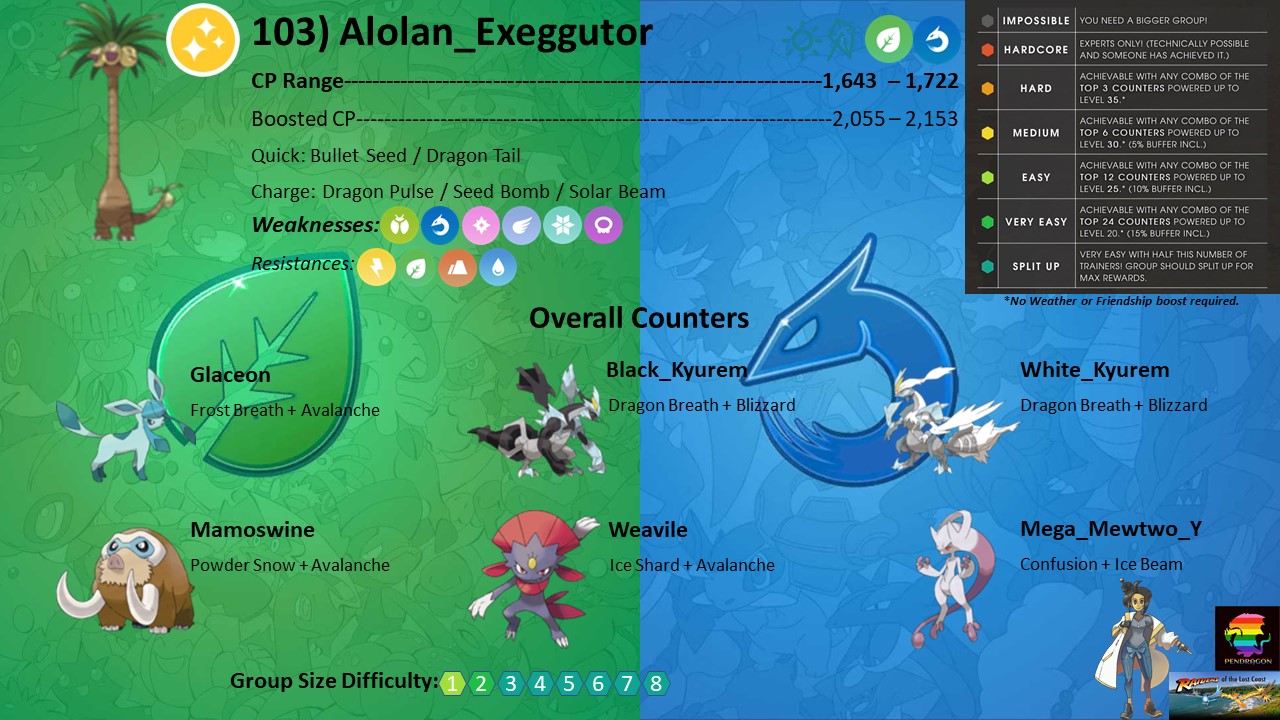 103) Alolan_Exeggutor
CP Range--------------------------------------------------------------------1,643 – 1,722
Boosted CP--------------------------------------------------------------------2,055 – 2,153
Quick: Bullet Seed / Dragon Tail
Charge: Dragon Pulse / Seed Bomb / Solar Beam
Weaknesses:
Resistances:
IMPOSSIBLE YOU NEED A BIGGER GROUP!
HARDCORE EXPERTS ONLY! (TECHNICALLY POSSIBLE
AND SOMEONE HAS ACHIEVED IT.)
HARD ACHIEVABLE WITH ANY COMBO OF THE
TOP 3 COUNTERS POWERED UP TO
LEVEL 35.*
MEDIUM ACHIEVABLE WITH ANY COMBO OF THE
TOP 6 COUNTERS POWERED UP TO
LEVEL 30.* (5% BUFFER INCL.)
EASY ACHIEVABLE WITH ANY COMBO OF THE
TOP 12 COUNTERS POWERED UP TO
LEVEL 25.* (10% BUFFER INCL.)
VERY EASY ACHIEVABLE WITH ANY COMBO OF THE
TOP 24 COUNTERS POWERED UP TO
LEVEL 20.* (15% BUFFER INCL.)
SPLIT UP VERY EASY WITH HALF THIS NUMBER OF
TRAINERS! GROUP SHOULD SPLIT UP FOR
MAX REWARDS.
*No Weather or Friendship boost required.
Overall Counters
Glaceon
Frost Breath + Avalanche
Black_Kyurem
Dragon Breath + Blizzard
White_Kyurem
Dragon Breath + Blizzard
Mamoswine
Powder Snow + Avalanche
Weavile
Ice Shard + Avalanche
Mega_Mewtwo_Y
Confusion + Ice Beam
Group Size Difficulty: 1 2 3 4 5 6 7 8
PENDRAGON
RAIDERS of the Lost Coast